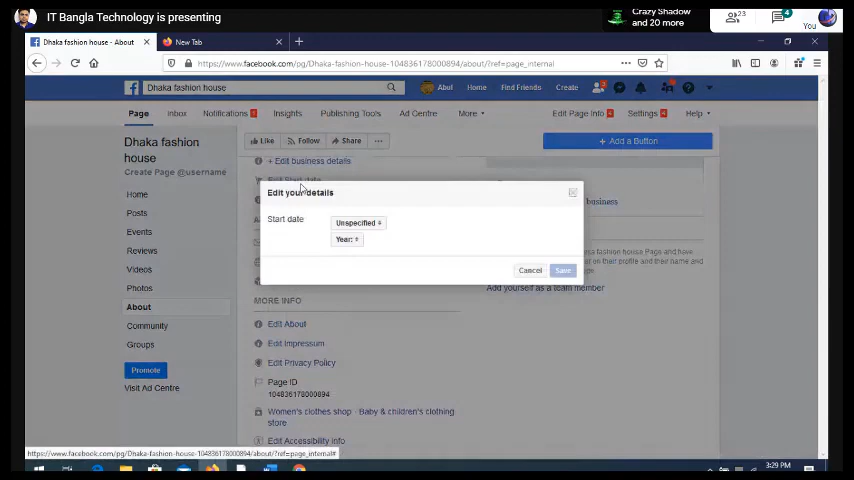 IT Bangla Technology is presenting
Crazy Shadow
and 20 more
23
4
You
Dhaka fashion house - About
New Tab
https://www.facebook.com/pg/Dhaka-fashion-house-104836178000894/about/?ref=page_internal
Dhaka fashion house
Abul
Home
Find Friends
Create
Page
Inbox
Notifications 1
Insights
Publishing Tools
Ad Centre
More
Edit Page Info
Settings
Help
Dhaka fashion
house
Create Page @username
Like
Follow
Share
+ Add a Button
+ Edit business details
Edit Start date
Edit your details
business
Start date
Unspecified
Year:
Cancel
Save
Add yourself as a team member
Home
Posts
Events
Reviews
Videos
Photos
About
Community
Groups
Promote
Visit Ad Centre
MORE INFO
Edit About
Edit Impressum
Edit Privacy Policy
Page ID
104836178000894
Women's clothes shop · Baby & children's clothing
store
Edit Accessibility Info
https://www.facebook.com/pg/Dhaka-fashion-house-104836178000894/about/?ref=page_internal#
3:29 PM